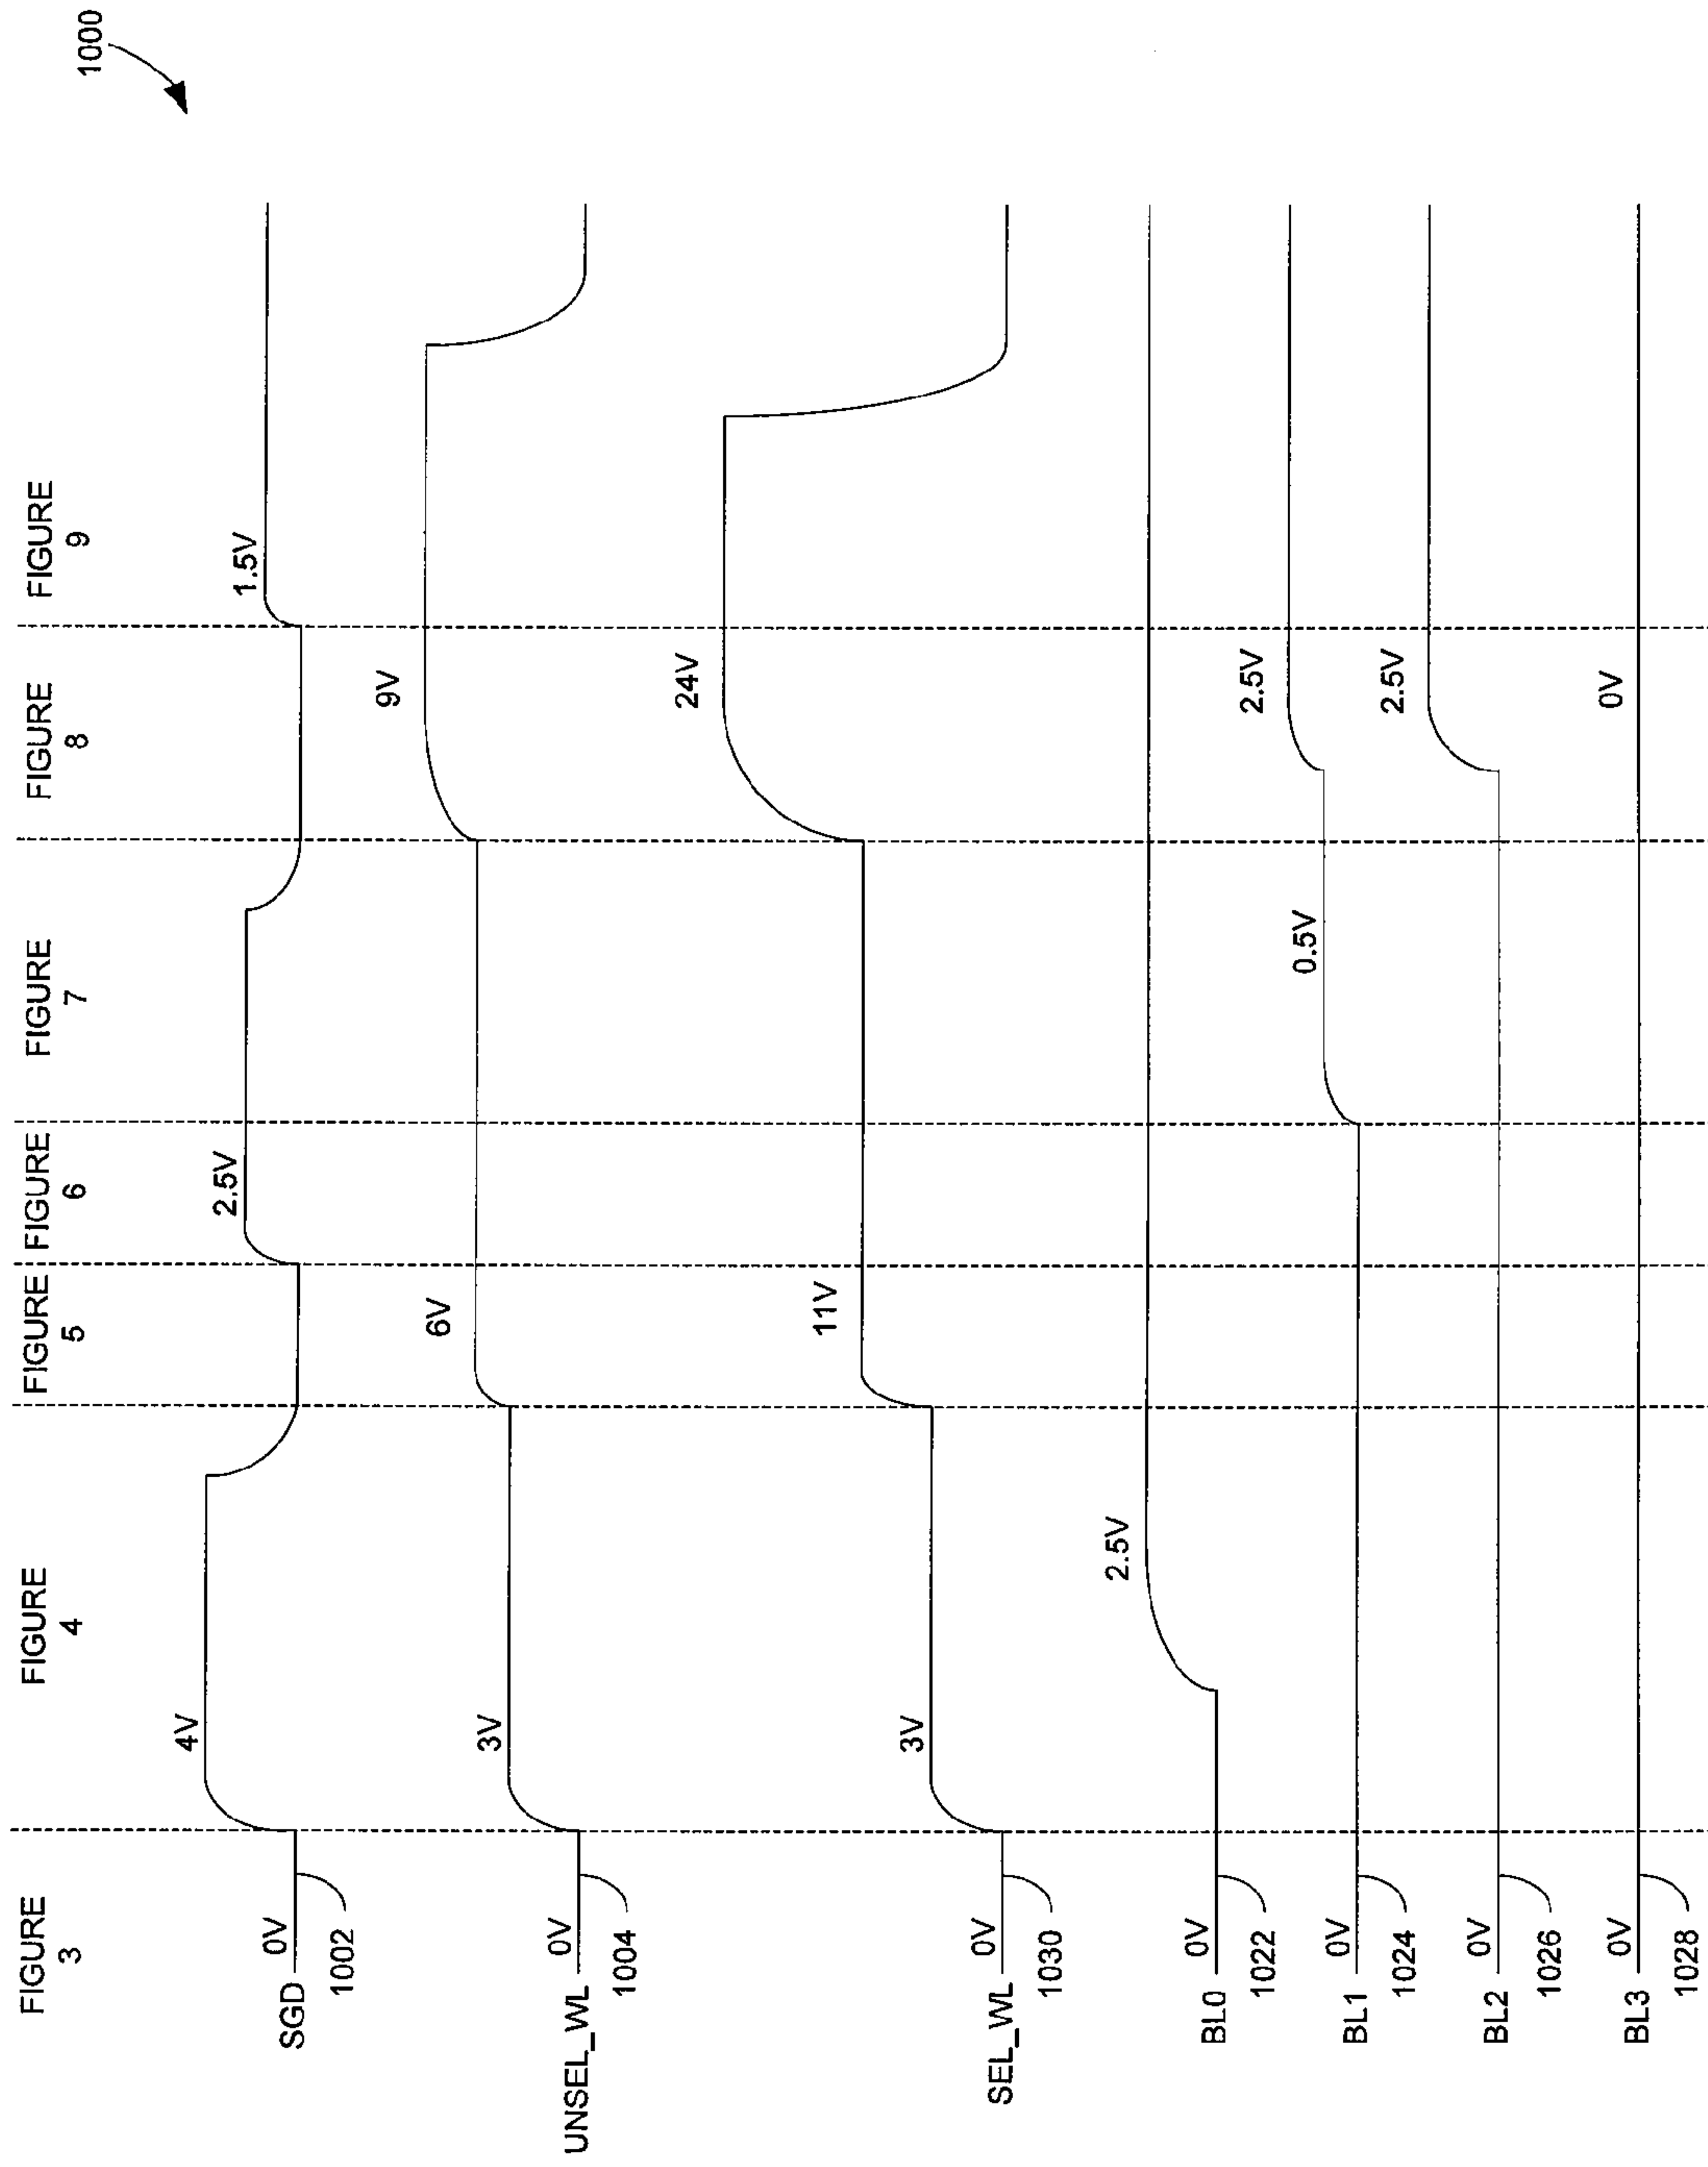 1000
FIGURE
3
FIGURE
4
FIGURE
5
FIGURE
6
FIGURE
7
FIGURE
8
FIGURE
9
SGD
0V
1002
4V
2.5V
1.5V
UNSEL_WL
0V
1004
3V
6V
9V
SEL_WL
0V
1030
3V
11V
24V
BL0
0V
1022
2.5V
BL1
0V
1024
0.5V
2.5V
BL2
0V
1026
2.5V
BL3
0V
1028
0V